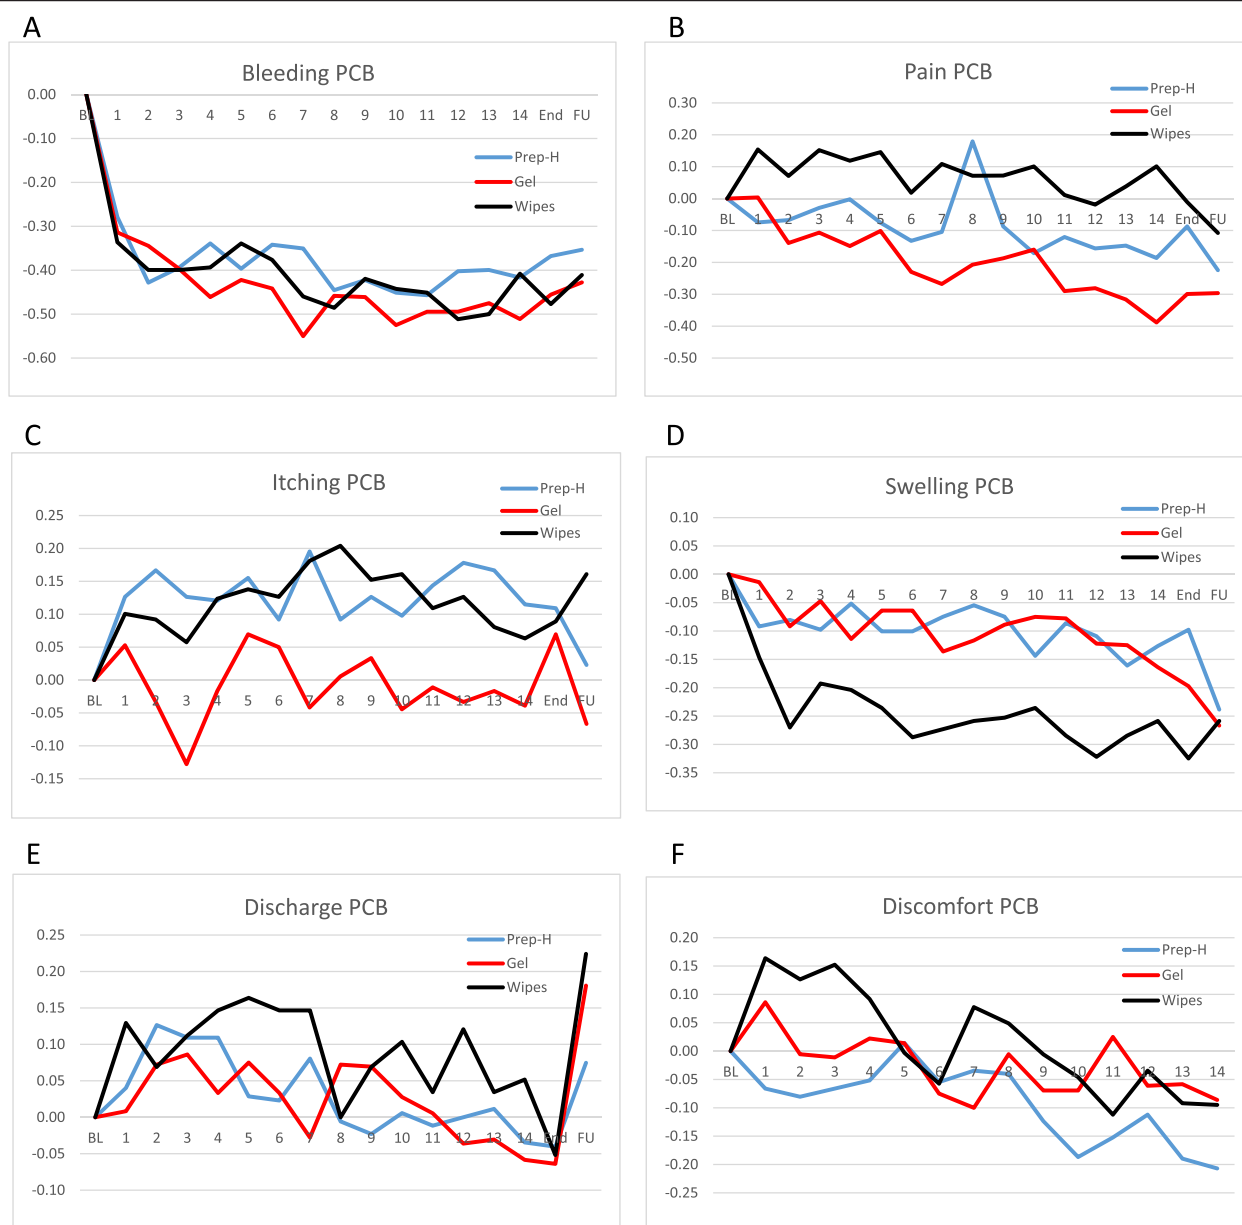 A
Bleeding PCB
0.00
BL 1 2 3 4 5 6 7 8 9 10 11 12 13 14 End FU
-0.10
Prep-H
Gel
-0.20
Wipes
-0.30
-0.40
-0.50
-0.60
B
Pain PCB
Prep-H
0.30
Gel
0.20
Wipes
0.10
0.00
BL 1 2 3 4 5 6 7 8 9 10 11 12 13 14 End FU
-0.10
-0.20
-0.30
-0.40
-0.50
C
Itching PCB
Prep-H
0.25
Gel
Wipes
0.20
0.15
0.10
0.05
0.00
BL 1 2 3 4 5 6 7 8 9 10 11 12 13 14 End FU
-0.05
-0.10
-0.15
D
Swelling PCB
Prep-H
0.10
Gel
0.05
Wipes
0.00
BL 1 2 3 4 5 6 7 8 9 10 11 12 13 14 End FU
-0.05
-0.10
-0.15
-0.20
-0.25
-0.30
-0.35
E
Discharge PCB
0.25
Prep-H
Gel
0.20
Wipes
0.15
0.10
0.05
0.00
BL 1 2 3 4 5 6 7 8 9 10 11 12 13 14 End FU
-0.05
-0.10
F
Discomfort PCB
0.20
Prep-H
0.15
Gel
0.10
Wipes
0.05
0.00
BL 1 2 3 4 5 6 7 8 9 10 11 12 13 14
-0.05
-0.10
-0.15
-0.20
-0.25